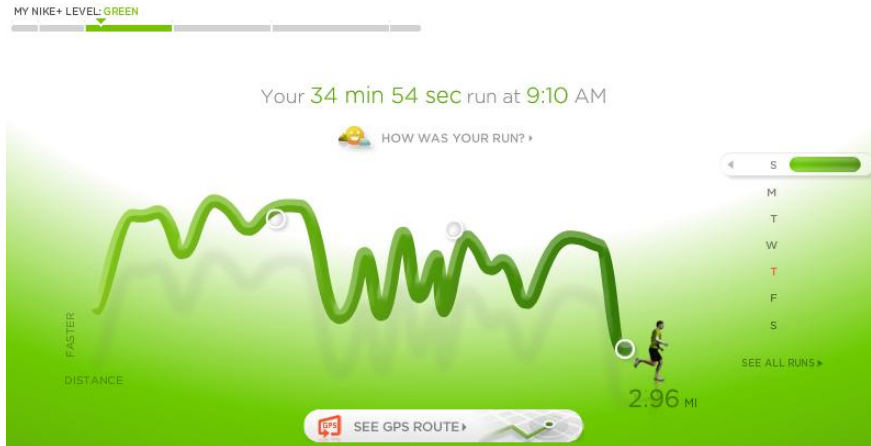 MY NIKE+ LEVEL: GREEN
Your 34 min 54 sec run at 9:10 AM
HOW WAS YOUR RUN?
S
M
T
W
T
F
S
SEE ALL RUNS
FASTER
DISTANCE
2.96 MI
GPS
SEE GPS ROUTE